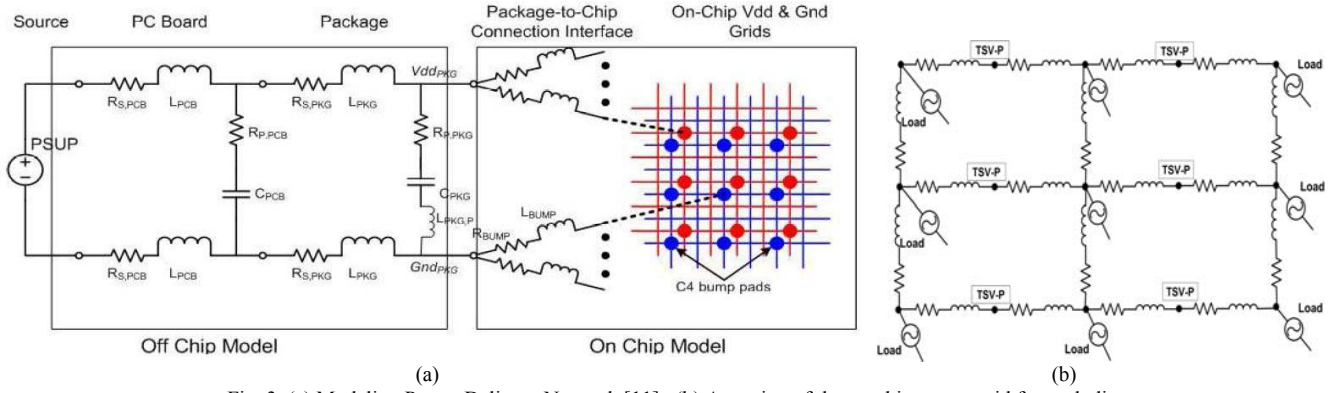 Source
PC Board
Package
Package-to-Chip
Connection Interface
On-Chip Vdd & Gnd
Grids
PSUP
R_S,PCB
L_PCB
R_S,PKG
L_PKG
Vdd_PKG
R_P,PCB
R_P,PKG
C_PCB
C_PKG
L_PKG,P
R_BUMP
L_BUMP
R_S,PCB
L_PCB
R_S,PKG
L_PKG
Gnd_PKG
C4 bump pads
Off Chip Model
On Chip Model
(a)
TSV-P
TSV-P
Load
Load
TSV-P
TSV-P
Load
Load
TSV-P
TSV-P
Load
Load
Load
(b)